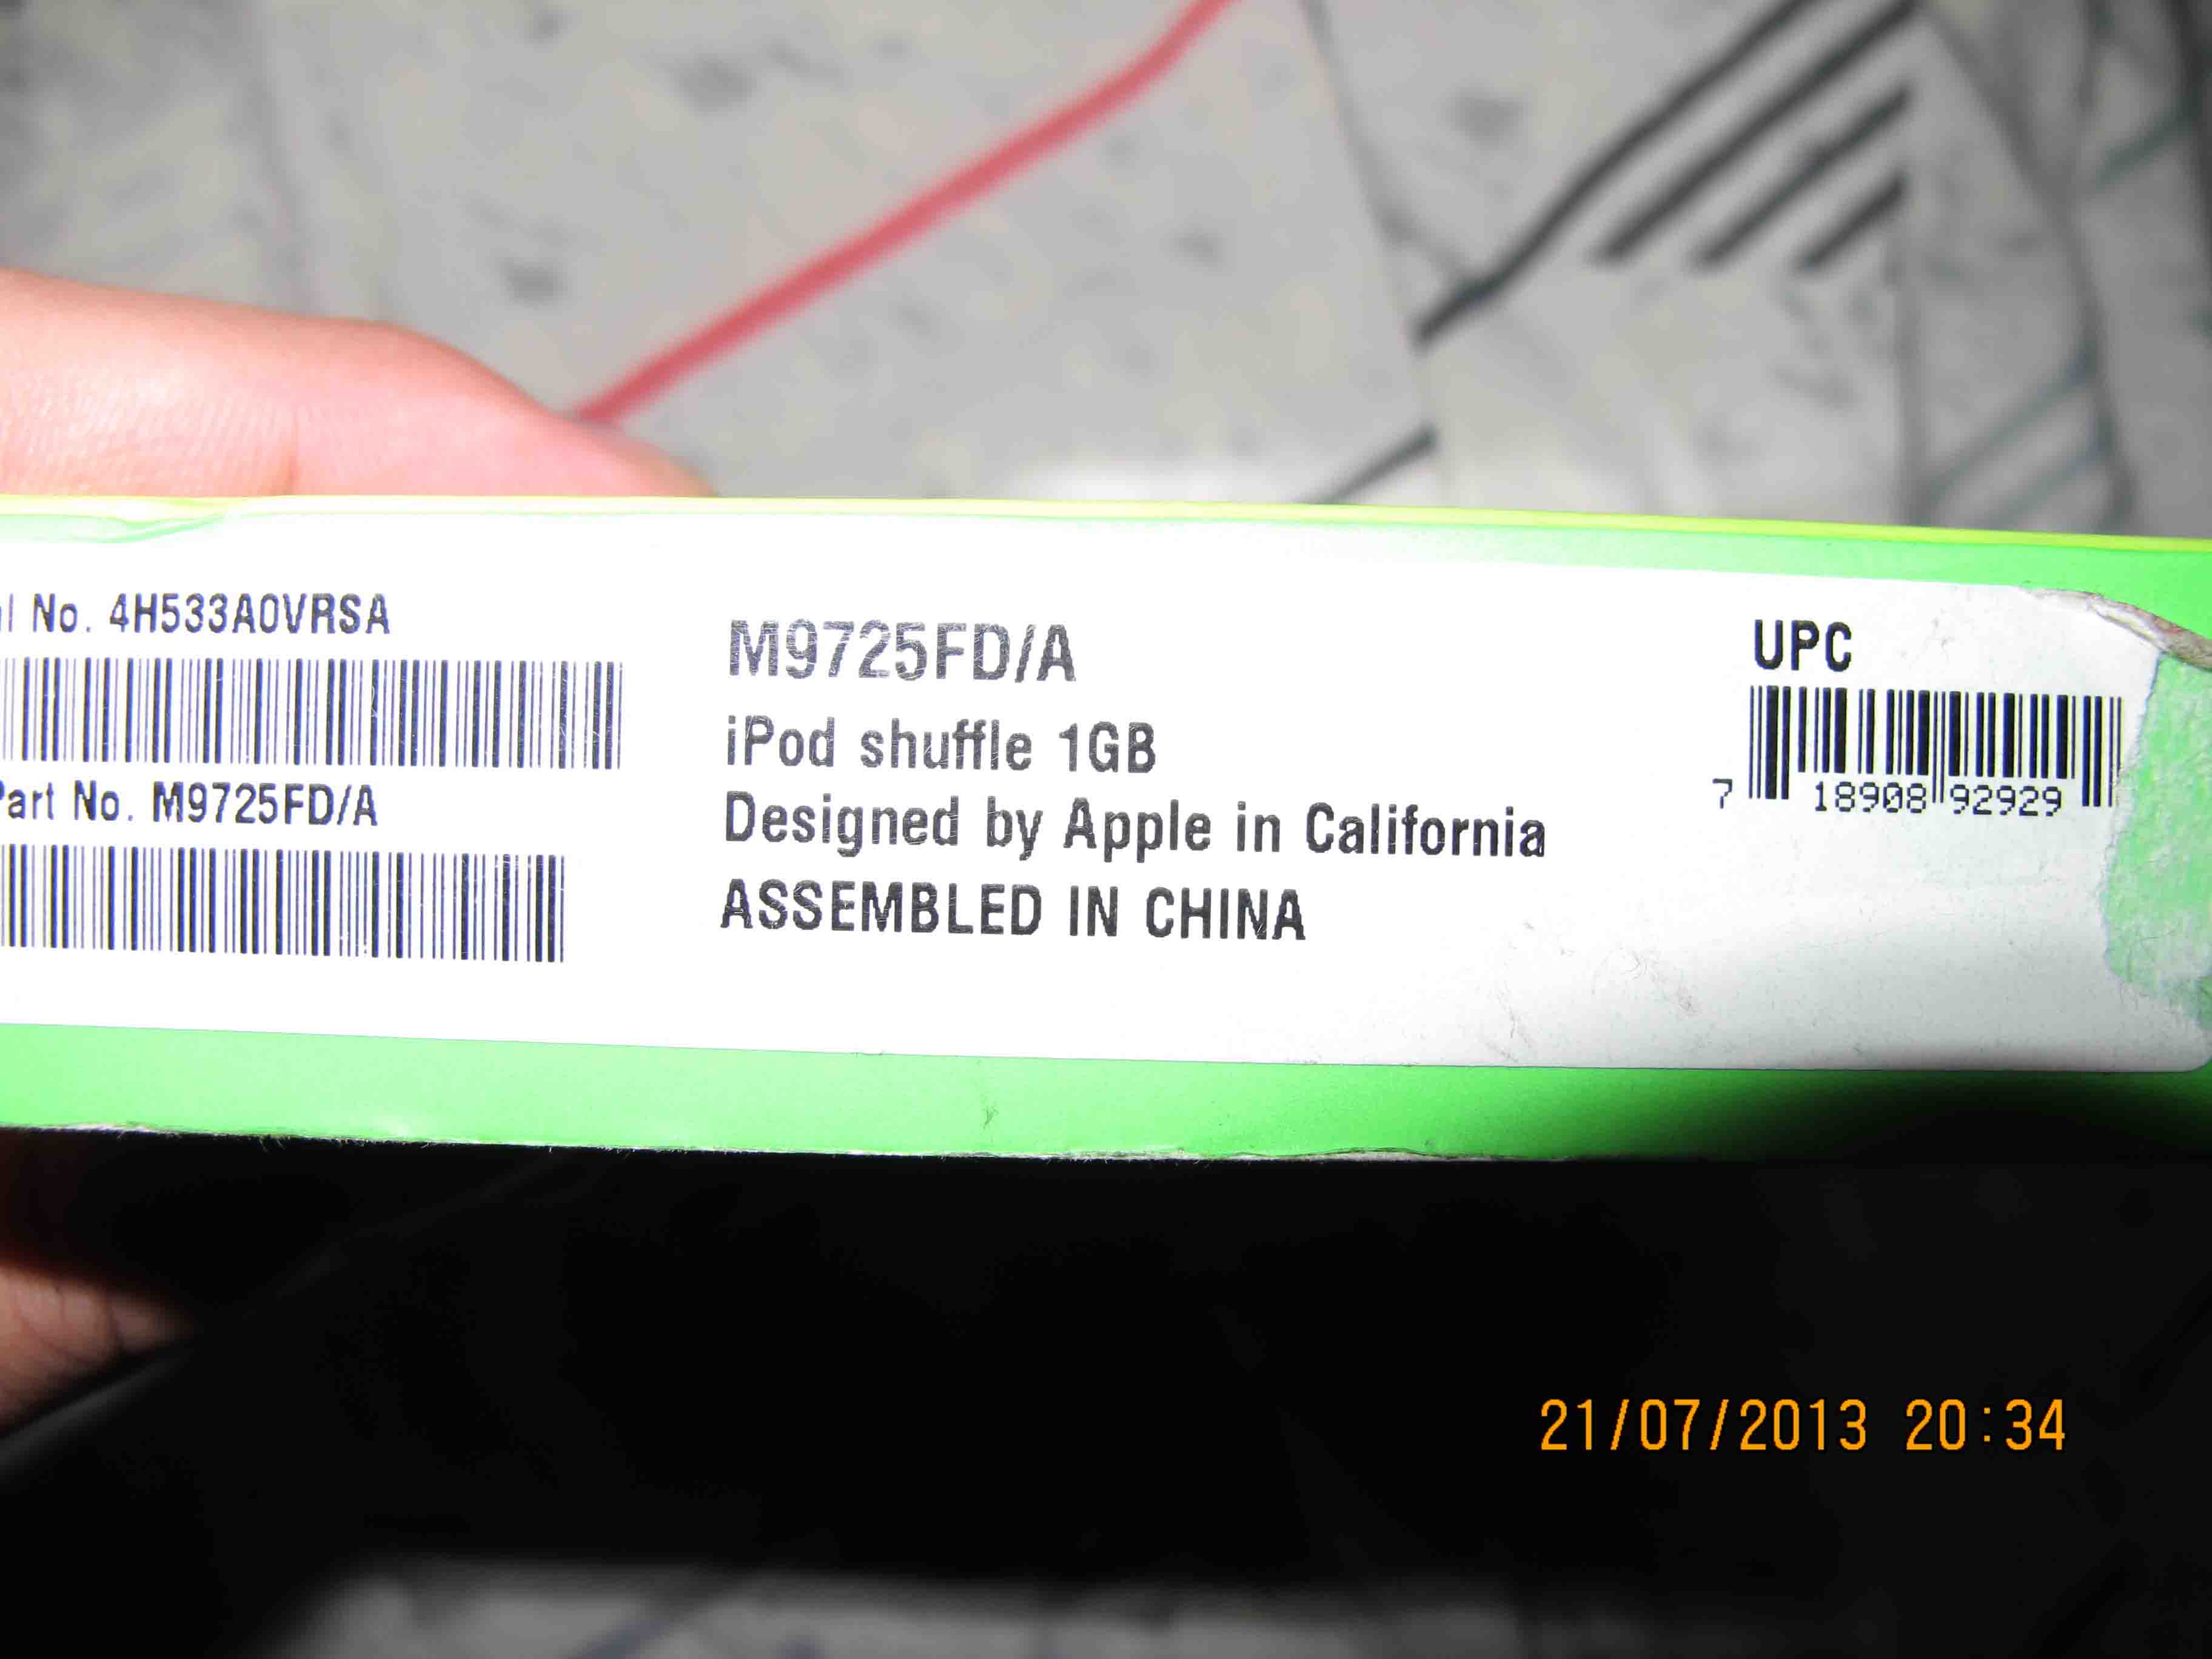 l No. 4H533A0VRSA
Part No. M9725FD/A
M9725FD/A
iPod shuffle 1GB
Designed by Apple in California
ASSEMBLED IN CHINA
UPC
7 18908 92929
21/07/2013 20:34